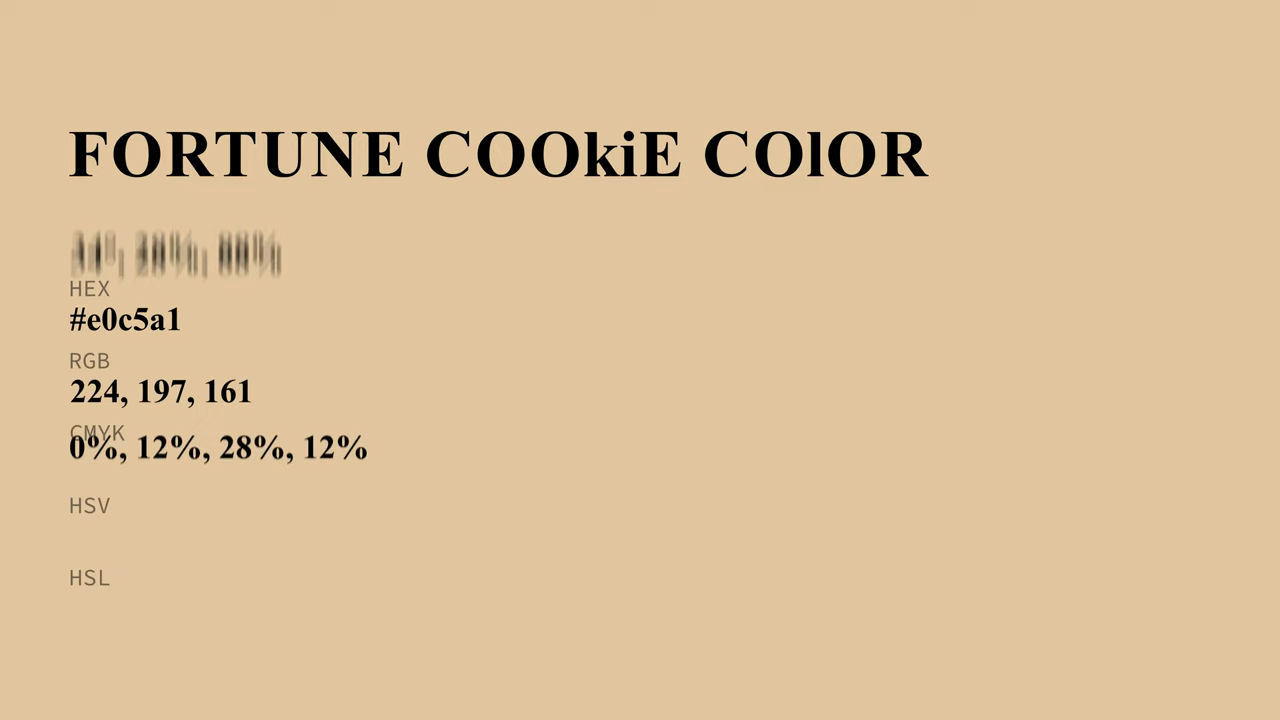 FORTUNE COOkiE COlOR
HEX
#e0c5a1
RGB
224, 197, 161
CMYK
0%, 12%, 28%, 12%
HSV
HSL